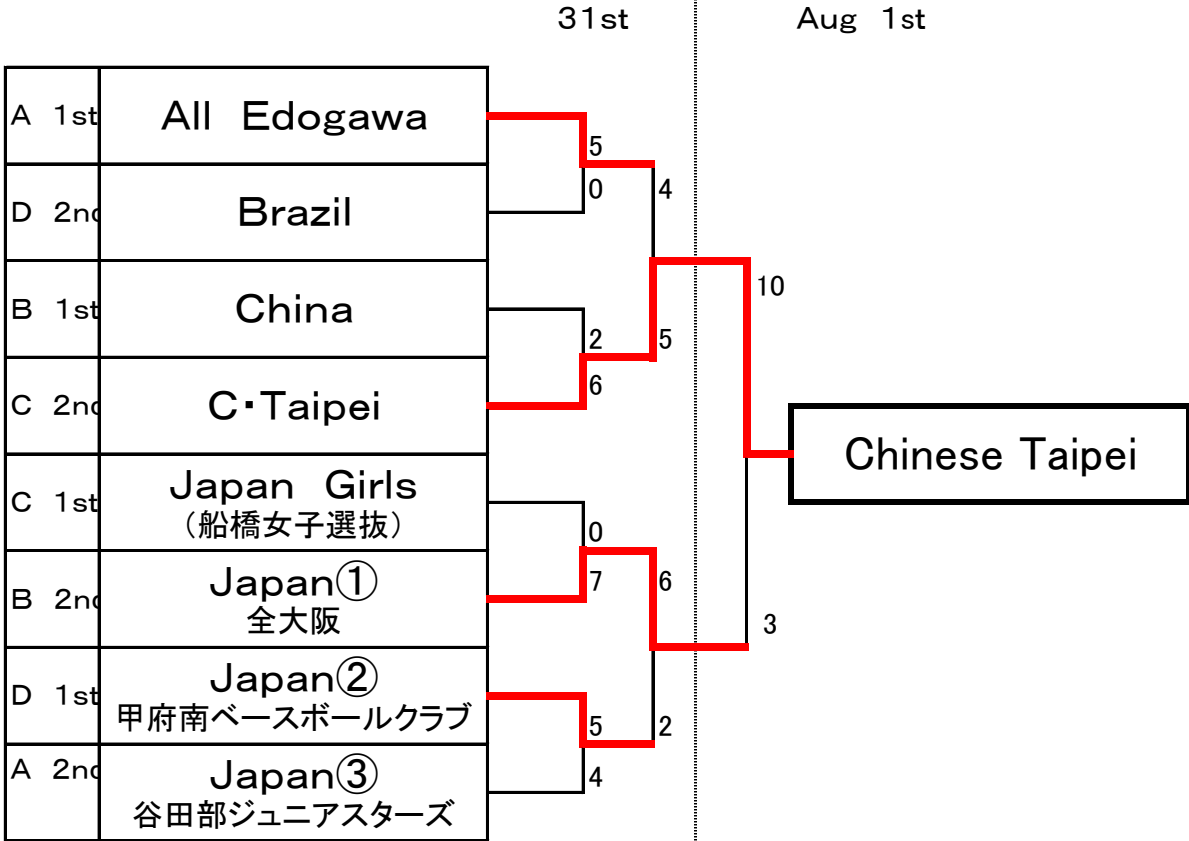 31st
Aug 1st
A 1st
All Edogawa
5
0
4
D 2nd
Brazil
B 1st
China
2
6
5
10
C 2nd
C・Taipei
Chinese Taipei
C 1st
Japan Girls
（船橋女子選抜）
0
7
6
3
B 2nd
Japan①
全大阪
D 1st
Japan②
甲府南ベースボールクラブ
5
4
2
A 2nd
Japan③
谷田部ジュニアスターズ